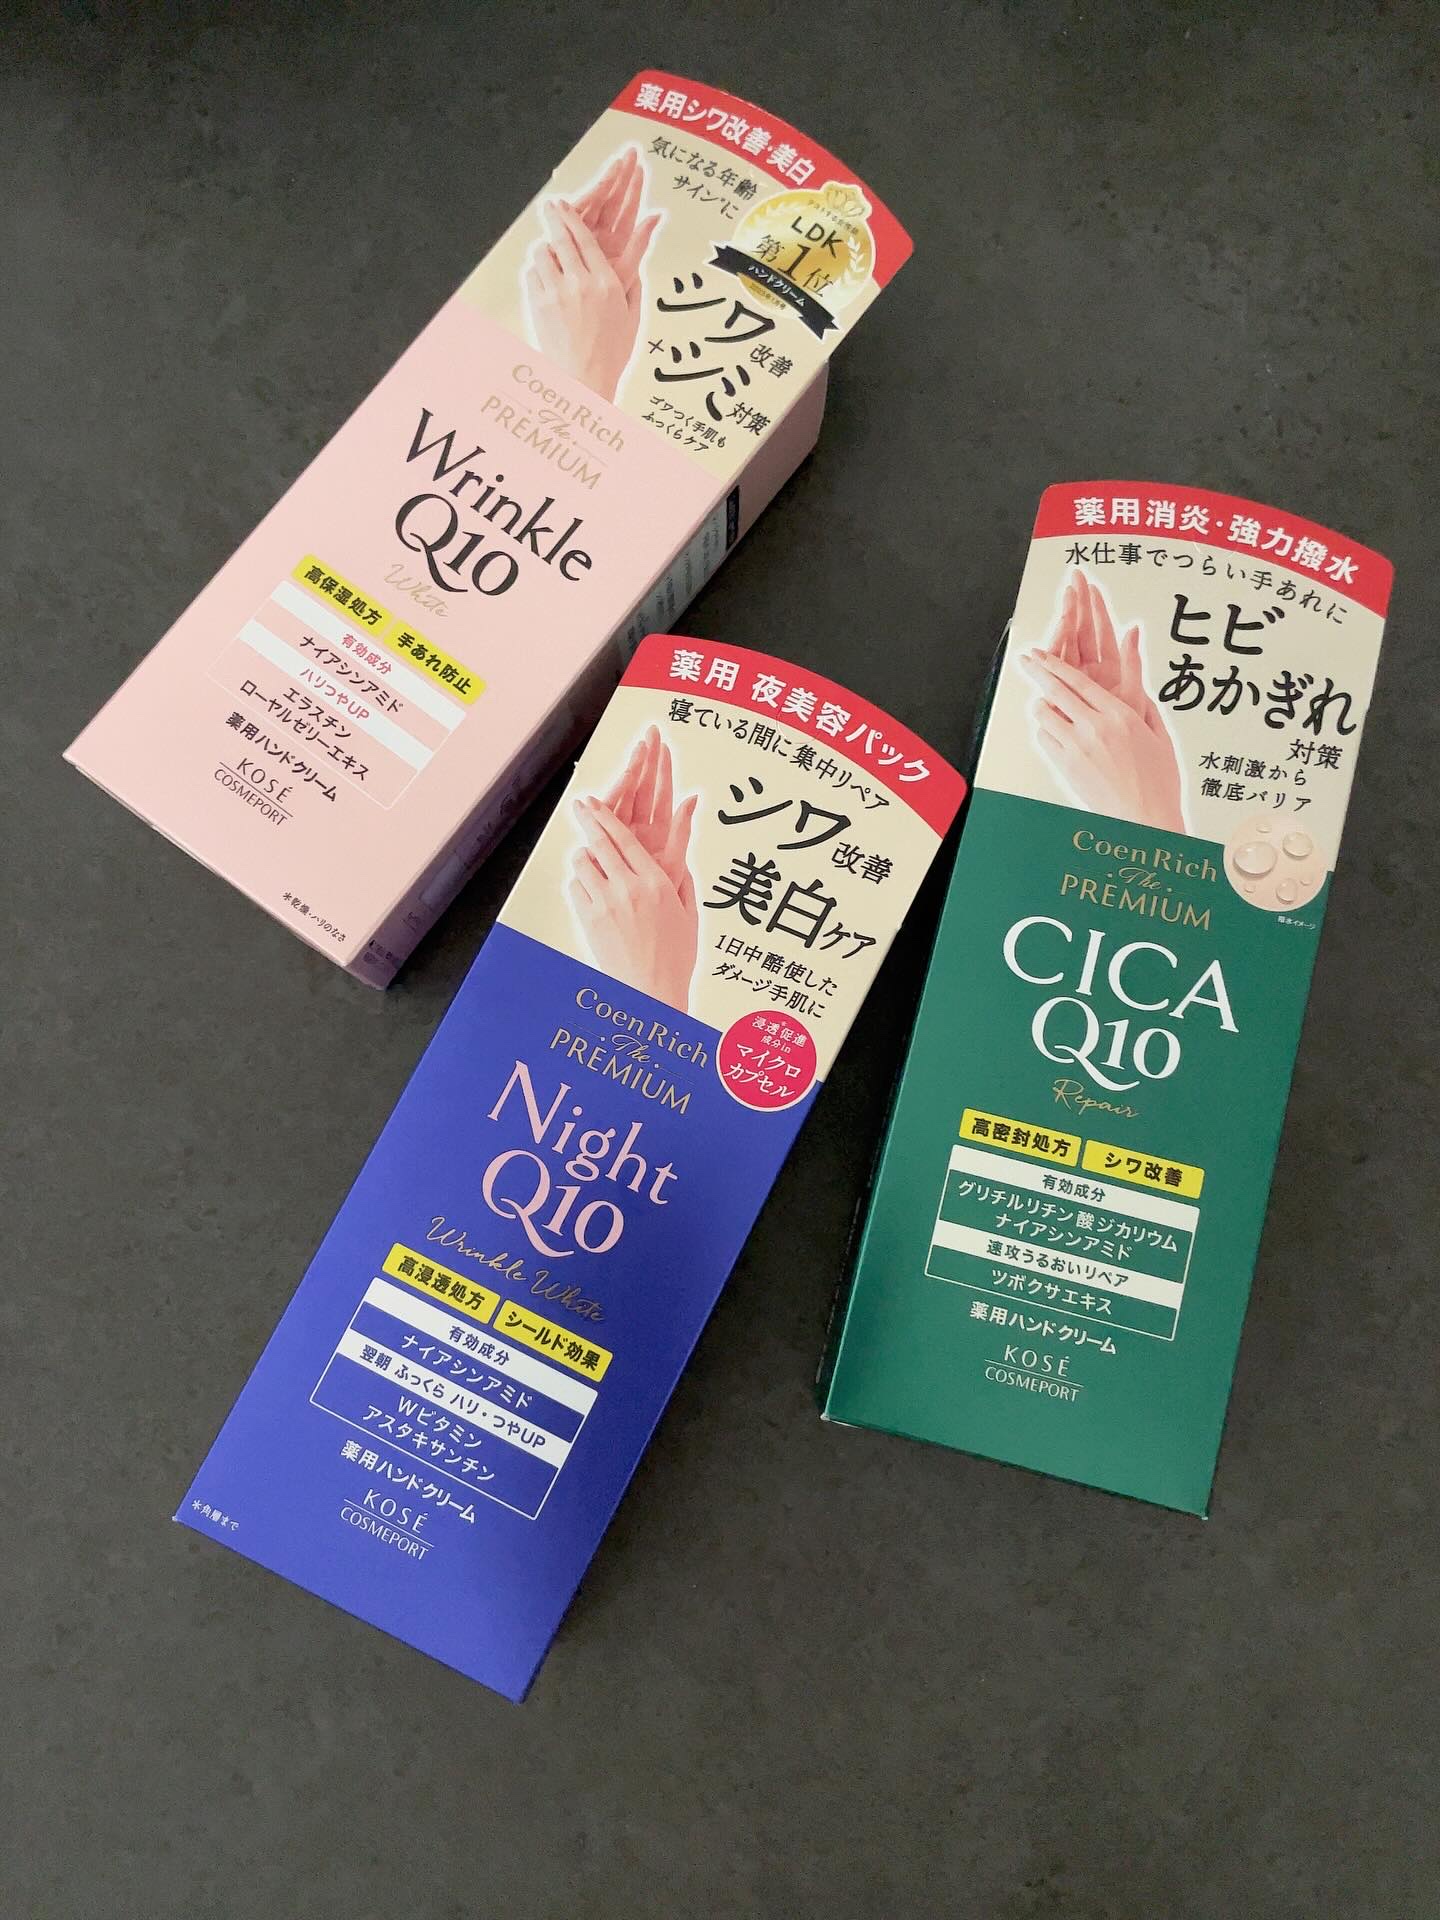 薬用シワ改善・美白
気になる年齢
サイン*に
LDK
第1位
ハンドクリーム
シワ改善
+シミ対策
ゴワつく手肌も
ふっくらケア
Coen Rich
The
PREMIUM
Wrinkle
Q10
White
高保湿処方 手あれ防止
有効成分
ナイアシンアミド
ハリつやUP
エラスチン
ローヤルゼリーエキス
薬用ハンドクリーム
KOSÉ
COSMEPORT
*乾燥・ハリのなさ
薬用 夜美容パック
寝ている間に集中リペア
シワ改善
美白ケア
1日中酷使した
ダメージ手肌に
浸透*促進
成分in
マイクロ
カプセル
Coen Rich
The
PREMIUM
Night
Q10
Wrinkle White
高浸透処方 シールド効果
有効成分
ナイアシンアミド
翌朝 ふっくら ハリ・つやUP
Wビタミン
アスタキサンチン
薬用ハンドクリーム
KOSÉ
COSMEPORT
*角層まで
薬用消炎・強力撥水
水仕事でつらい手あれに
ヒビ
あかぎれ
対策
水刺激から
徹底バリア
撥水イメージ
Coen Rich
The
PREMIUM
CICA
Q10
Repair
高密封処方 シワ改善
有効成分
グリチルリチン酸ジカリウム
ナイアシンアミド
速攻うるおいリペア
ツボクサエキス
薬用ハンドクリーム
KOSÉ
COSMEPORT